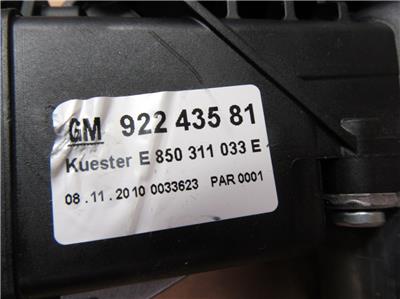 GM 922 435 81
Kuester E 850 311 033 E
08.11.2010 0033623 PAR 0001